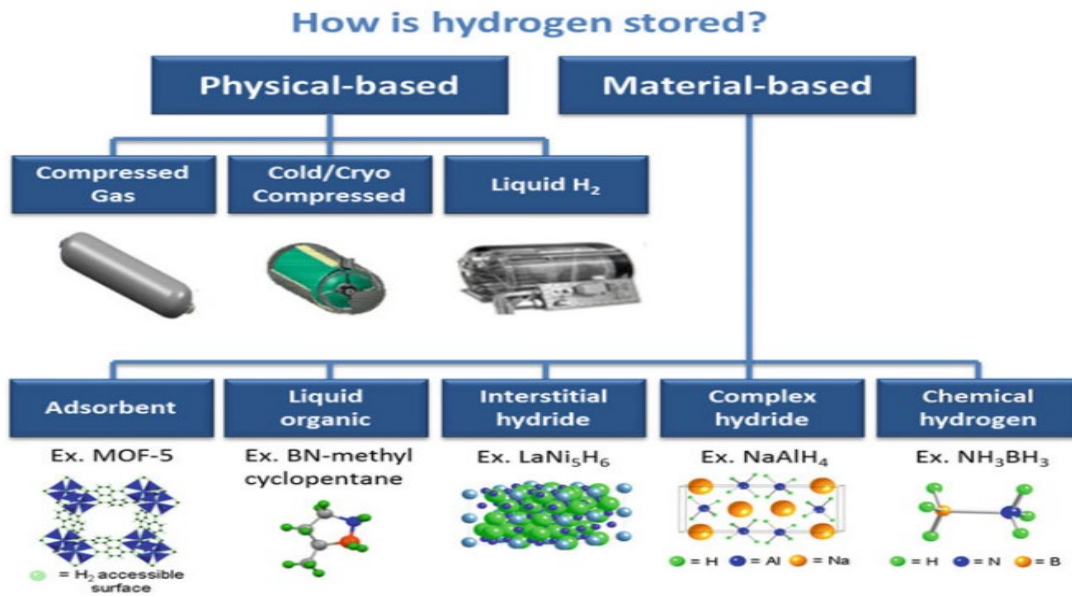 How is hydrogen stored?
Physical-based
Material-based
Compressed
Gas
Cold/Cryo
Compressed
Liquid H₂
Adsorbent
Liquid
organic
Interstitial
hydride
Complex
hydride
Chemical
hydrogen
Ex. MOF-5
Ex. BN-methyl
cyclopentane
Ex. LaNi₅H₆
Ex. NaAlH₄
Ex. NH₃BH₃
= H₂ accessible
surface
= H = Al = Na
= H = N = B